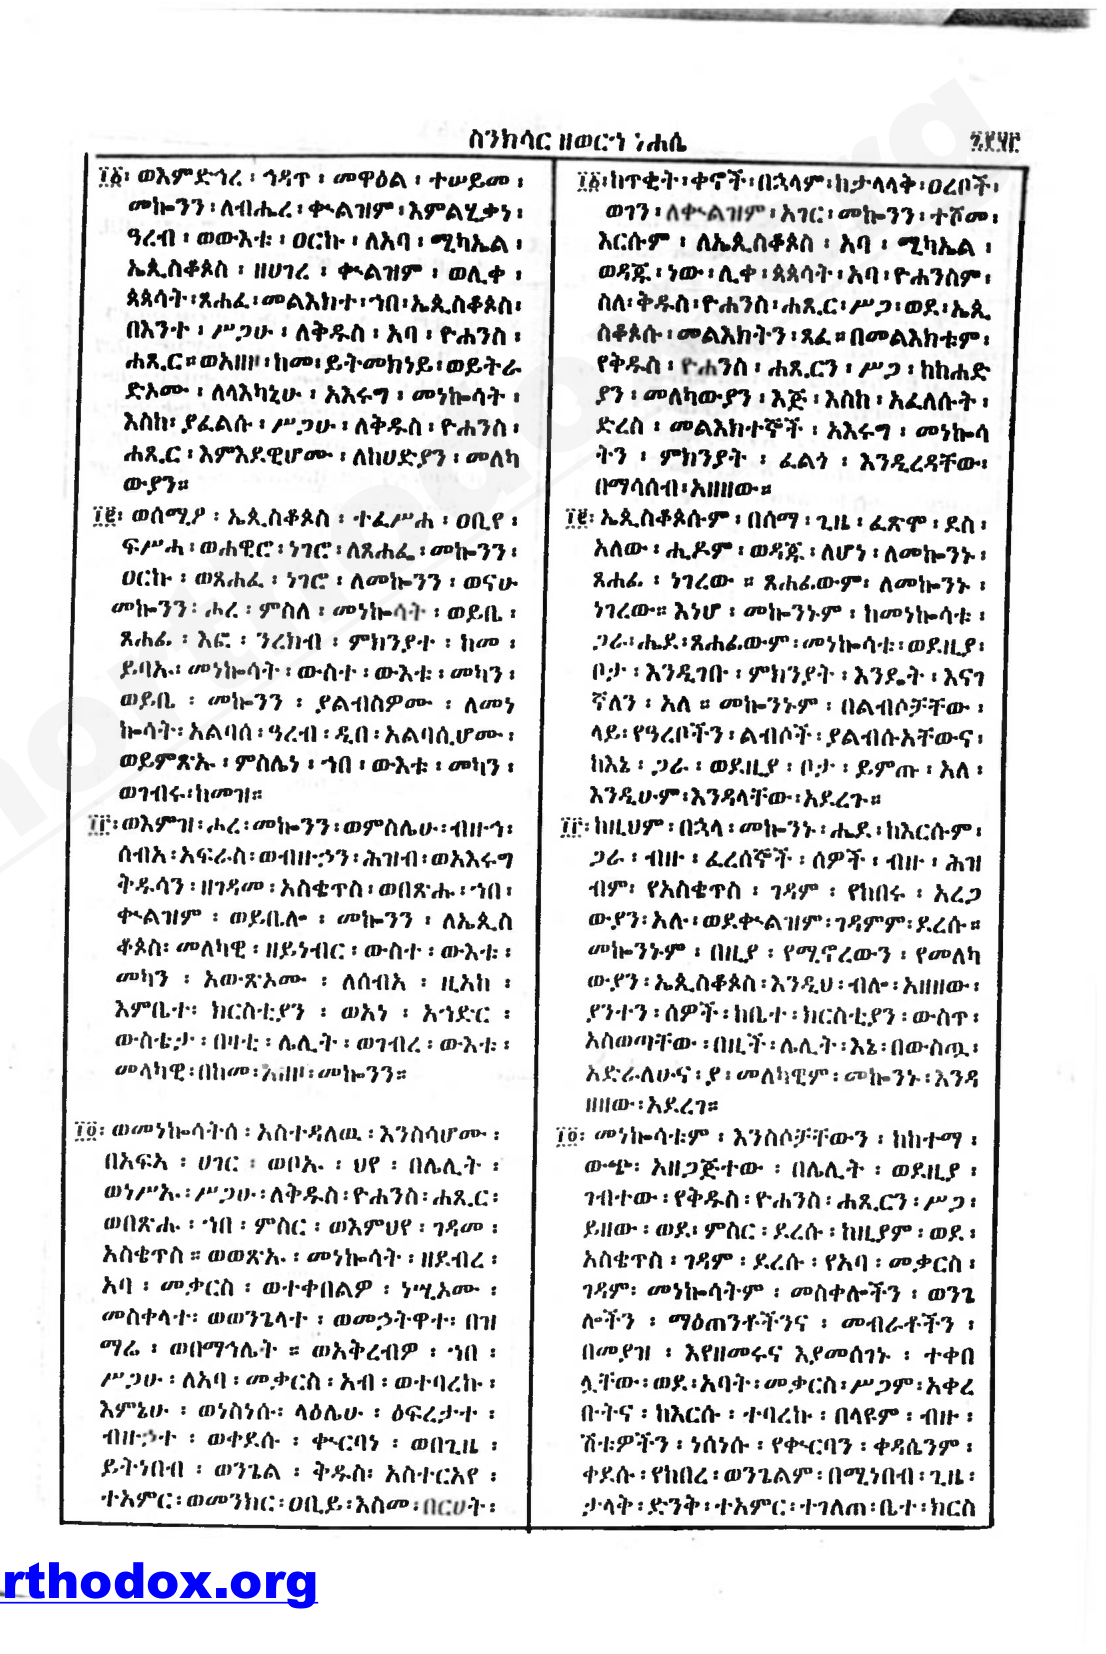 ስንክሳር ዘወርኀ ነሐሴ
፲፩፡ ወእምድኅረ ፡ ኅዳጥ ፡ መዋዕል ፡ ተሠይመ ፡
መኰንን ፡ ለብሔረ ፡ ቍልዝም ፡ እምልሂቃነ ፡
ዓረብ ፡ ወውእቱ ፡ ዐርኩ ፡ ለአባ ፡ ሚካኤል ፡
ኤጲስቆጶስ ፡ ዘሀገረ ፡ ቍልዝም ፡ ወሊቀ ፡
ጳጳሳት ፡ ጸሐፈ ፡ መልእክተ ፡ ኀበ ፡ ኤጲስቆጶስ፡
በእንተ ፡ ሥጋሁ ፡ ለቅዱስ ፡ አባ ፡ ዮሐንስ ፡
ሐጺር ። ወአዘዞ ፡ ከመ ፡ ይትመክነይ ፡ ወይትራ
ድኦሙ ፡ ለላእካኒሁ ፡ አእሩግ ፡ መነኰሳት ፡
እስከ ፡ ያፈልሱ ፡ ሥጋሁ ፡ ለቅዱስ ፡ ዮሐንስ ፡
ሐጺር ፡ እምእደዊሆሙ ፡ ለከሀድያን ፡ መለካ
ውያን ።
፲፪፡ ወሰሚዖ ፡ ኤጲስቆጶስ ፡ ተፈሥሐ ፡ ዐቢየ ፡
ፍሥሓ ፡ ወሐዊሮ ፡ ነገሮ ፡ ለጸሐፌ ፡ መኰንን ፡
ዐርኩ ፡ ወጸሐፈ ፡ ነገሮ ፡ ለመኰንን ፡ ወናሁ
መኰንን ፡ ሖረ ፡ ምስለ ፡ መነኰሳት ፡ ወይቤ ፡
ጸሐፊ ፡ እፎ ፡ ንረክብ ፡ ምክንያተ ፡ ከመ ፡
ይባኡ ፡ መነኰሳት ፡ ውስተ ፡ ውእቱ ፡ መካን ፡
ወይቤ ፡ መኰንን ፡ ያልብስዎሙ ፡ ለመነ
ኰሳት ፡ አልባሰ ፡ ዓረብ ፡ ዲበ ፡ አልባሲሆሙ ፡
ወይምጽኡ ፡ ምስሌነ ፡ ኀበ ፡ ውእቱ ፡ መካን ፡
ወገብሩ ፡ ከመዝ ።
፲፫፡ ወእምዝ ፡ ሖረ ፡ መኰንን ፡ ወምስሌሁ ፡ ብዙኅ ፡
ሰብአ ፡ አፍራስ ፡ ወብዙኃን ፡ ሕዝብ ፡ ወአእሩግ
ቅዱሳን ፡ ዘገዳመ ፡ አስቄጥስ ፡ ወበጽሑ ፡ ኀበ ፡
ቍልዝም ፡ ወይቤሎ ፡ መኰንን ፡ ለኤጲስ
ቆጶስ ፡ መለካዊ ፡ ዘይነብር ፡ ውስተ ፡ ውእቱ ፡
መካን ፡ አውጽኦሙ ፡ ለሰብአ ፡ ዚአከ ፡
እምቤተ ፡ ክርስቲያን ፡ ወአነ ፡ አኀድር ፡
ውስቴታ ፡ በዛቲ ፡ ሌሊት ፡ ወገብረ ፡ ውእቱ ፡
መላካዊ ፡ በከመ ፡ አዘዞ ፡ መኰንን ።
፲፬፡ ወመነኰሳትሰ ፡ አስተዳለዉ ፡ እንስሳሆሙ ፡
በአፍአ ፡ ሀገር ፡ ወቦኡ ፡ ህየ ፡ በሌሊት ፡
ወነሥኡ ፡ ሥጋሁ ፡ ለቅዱስ ፡ ዮሐንስ ፡ ሐጺር ፡
ወበጽሑ ፡ ኀበ ፡ ምስር ፡ ወእምህየ ፡ ገዳመ ፡
አስቄጥስ ። ወወጽኡ ፡ መነኰሳት ፡ ዘደብረ ፡
አባ ፡ መቃርስ ፡ ወተቀበልዎ ፡ ነሢኦሙ ፡
መስቀላተ ፡ ወወንጌላተ ፡ ወመኃትዋተ ፡ በዝ
ማሬ ፡ ወበማኅሌት ። ወአቅረብዎ ፡ ኀበ ፡
ሥጋሁ ፡ ለአባ ፡ መቃርስ ፡ አብ ፡ ወተባረኩ ፡
እምኔሁ ፡ ወነስነሱ ፡ ላዕሌሁ ፡ ዕፍረታተ ፡
ብዙኃተ ፡ ወቀደሱ ፡ ቍርባነ ፡ ወበጊዜ ፡
ይትነበብ ፡ ወንጌል ፡ ቅዱስ ፡ አስተርአየ ፡
ተአምር ፡ ወመንክር ፡ ዐቢይ ፡ እስመ ፡ በርሀት ፡
፲፩፡ ከጥቂት ፡ ቀኖች ፡ በኋላም ፡ ከታላላቅ ፡ ዐረቦች ፡
ወገን ፡ ለቍልዝም ፡ አገር ፡ መኰንን ፡ ተሾመ ፡
እርሱም ፡ ለኤጲስቆጶስ ፡ አባ ፡ ሚካኤል ፡
ወዳጁ ፡ ነው ፡ ሊቀ ፡ ጳጳሳት ፡ አባ ፡ ዮሐንስም ፡
ስለ ፡ ቅዱስ ፡ ዮሐንስ ፡ ሐጺር ፡ ሥጋ ፡ ወደ ፡ ኤጲ
ስቆጶሱ ፡ መልእክትን ፡ ጻፈ ። በመልእክቱም ፡
የቅዱስ ፡ ዮሐንስ ፡ ሐጺርን ፡ ሥጋ ፡ ከከሐድ
ያን ፡ መለካውያን ፡ እጅ ፡ እስከ ፡ አፈለሱት ፡
ድረስ ፡ መልእክተኞች ፡ አእሩግ ፡ መነኰሳ
ትን ፡ ምክንያት ፡ ፈልጎ ፡ እንዲረዳቸው ፡
በማሳሰብ ፡ አዘዘው ።
፲፪፡ ኤጲስቆጶሱም ፡ በሰማ ፡ ጊዜ ፡ ፈጽሞ ፡ ደስ ፡
አለው ፡ ሒዶም ፡ ወዳጁ ፡ ለሆነ ፡ ለመኰንኑ ፡
ጸሐፊ ፡ ነገረው ። ጸሐፊውም ፡ ለመኰንኑ ፡
ነገረው ። እነሆ ፡ መኰንኑም ፡ ከመነኰሳቱ ፡
ጋራ ፡ ሔደ ፡ ጸሐፊውም ፡ መነኰሳቱ ፡ ወደዚያ ፡
ቦታ ፡ እንዲገቡ ፡ ምክንያት ፡ እንዴት ፡ እናገ
ኛለን ፡ አለ ። መኰንኑም ፡ በልብሶቻቸው ፡
ላይ ፡ የዓረቦችን ፡ ልብሶች ፡ ያልብሱአቸውና ፡
ከእኔ ፡ ጋራ ፡ ወደዚያ ፡ ቦታ ፡ ይምጡ ፡ አለ ፡
እንዲሁም ፡ እንዳላቸው ፡ አደረጉ ።
፲፫፡ ከዚህም ፡ በኋላ ፡ መኰንኑ ፡ ሔደ ፡ ከእርሱም ፡
ጋራ ፡ ብዙ ፡ ፈረሰኞች ፡ ሰዎች ፡ ብዙ ፡ ሕዝ
ብም ፡ የአስቄጥስ ፡ ገዳም ፡ የከበሩ ፡ አረጋ
ውያን ፡ አሉ ፡ ወደቍልዝም ፡ ገዳምም ፡ ደረሱ ።
መኰንኑም ፡ በዚያ ፡ የሚኖረውን ፡ የመለካ
ውያን ፡ ኤጲስቆጶስ ፡ እንዲህ ፡ ብሎ ፡ አዘዘው ፡
ያንተን ፡ ሰዎች ፡ ከቤተ ፡ ክርስቲያን ፡ ውስጥ ፡
አስወጣቸው ፡ በዚች ፡ ሌሊት ፡ እኔ ፡ በውስጧ ፡
አድራለሁና ፡ ያ ፡ መለካዊም ፡ መኰንኑ ፡ እንዳ
ዘዘው ፡ አደረገ ።
፲፬፡ መነኰሳቱም ፡ እንስሶቻቸውን ፡ ከከተማ ፡
ውጭ ፡ አዘጋጅተው ፡ በሌሊት ፡ ወደዚያ ፡
ገብተው ፡ የቅዱስ ፡ ዮሐንስ ፡ ሐጺርን ፡ ሥጋ ፡
ይዘው ፡ ወደ ፡ ምስር ፡ ደረሱ ፡ ከዚያም ፡ ወደ ፡
አስቄጥስ ፡ ገዳም ፡ ደረሱ ፡ የአባ ፡ መቃርስ ፡
ገዳም ፡ መነኰሳትም ፡ መስቀሎችን ፡ ወንጌ
ሎችን ፡ ማዕጠንቶችንና ፡ መብራቶችን ፡
በመያዝ ፡ እየዘመሩና እያመሰገኑ ፡ ተቀበ
ሏቸው ፡ ወደ ፡ አባት ፡ መቃርስ ፡ ሥጋም ፡ አቀረ
ቡትና ፡ ከእርሱ ፡ ተባረኩ ፡ በላዩም ፡ ብዙ ፡
ሽቱዎችን ፡ ነሰነሱ ፡ የቍርባን ፡ ቀዳሴንም ፡
ቀደሱ ፡ የከበረ ፡ ወንጌልም ፡ በሚነበብ ፡ ጊዜ ፡
ታላቅ ፡ ድንቅ ፡ ተአምር ፡ ተገለጠ ፡ ቤተ ፡ ክርስ
rthodox.org